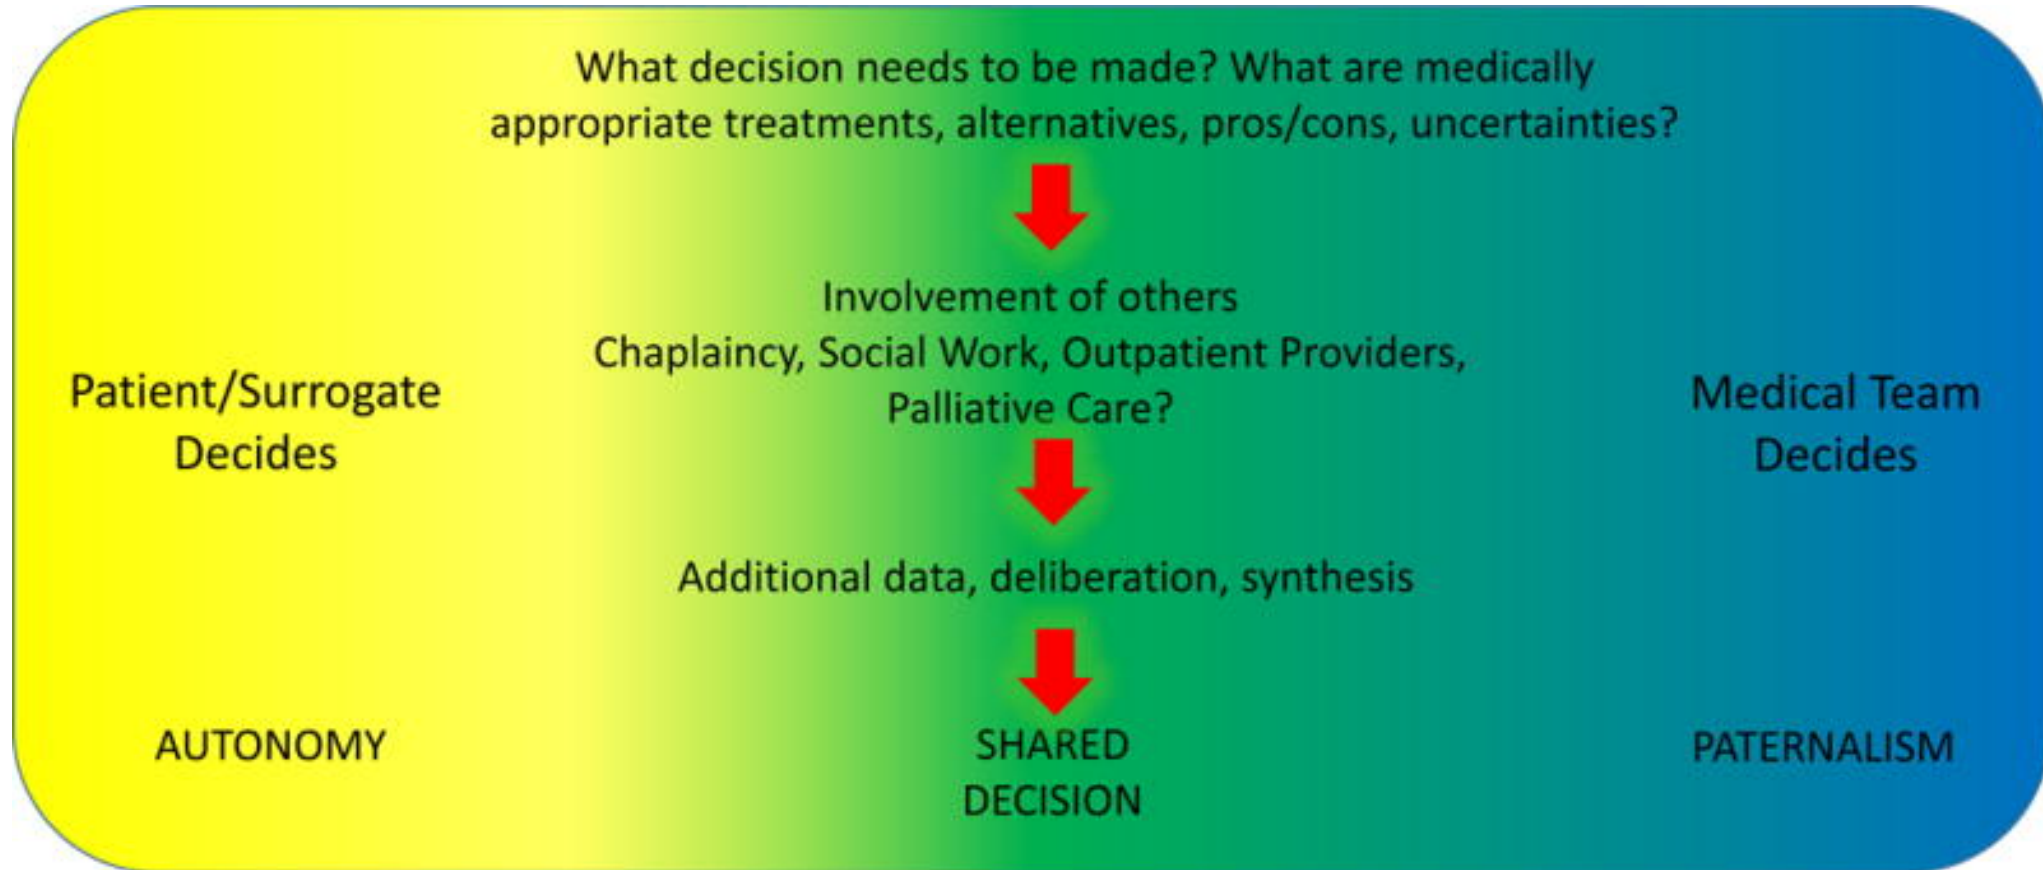 What decision needs to be made? What are medically
appropriate treatments, alternatives, pros/cons, uncertainties?
Involvement of others
Chaplaincy, Social Work, Outpatient Providers,
Palliative Care?
Patient/Surrogate
Decides
Medical Team
Decides
Additional data, deliberation, synthesis
AUTONOMY
SHARED
DECISION
PATERNALISM